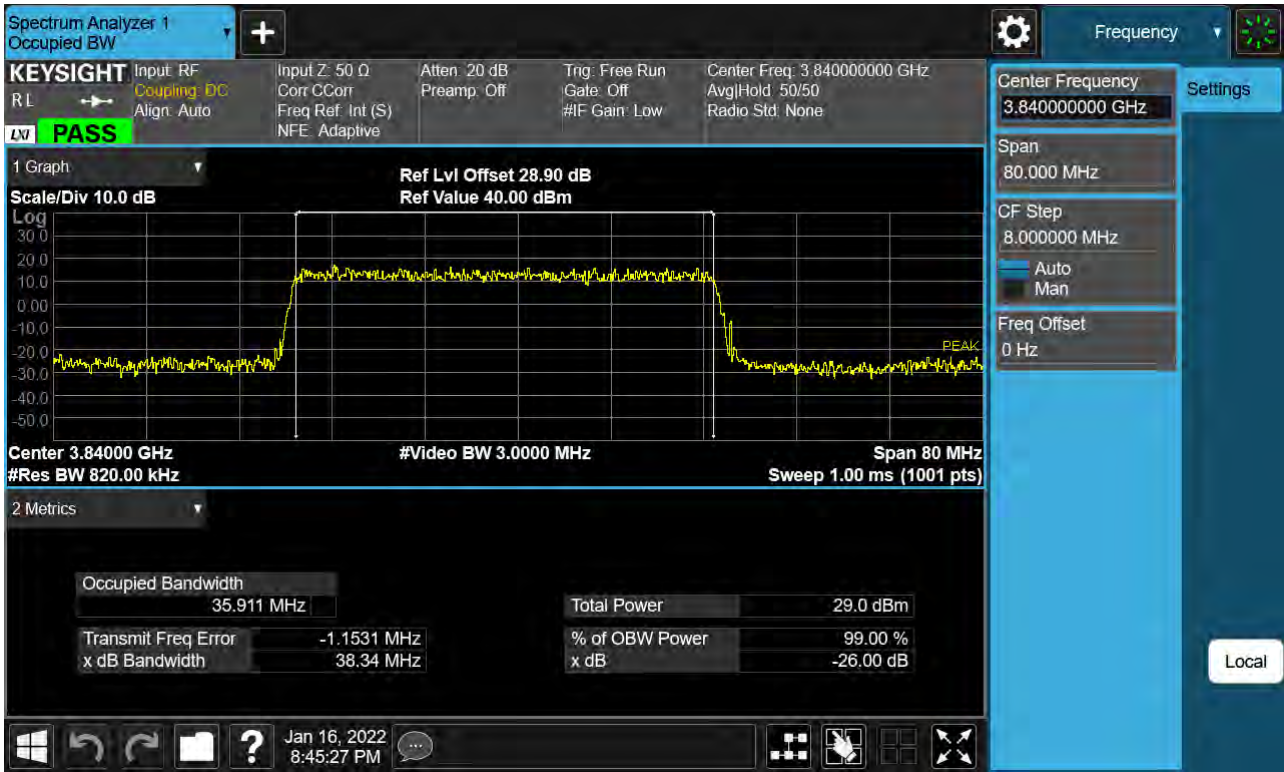 Spectrum Analyzer 1
Occupied BW
+
Frequency
KEYSIGHT
RL
LXI
PASS
Input: RF
Coupling: DC
Align: Auto
Input Z: 50 Ω
Corr CCorr
Freq Ref: Int (S)
NFE: Adaptive
Atten: 20 dB
Preamp: Off
Trig: Free Run
Gate: Off
#IF Gain: Low
Center Freq: 3.840000000 GHz
Avg|Hold: 50/50
Radio Std: None
Center Frequency
3.840000000 GHz
Settings
Span
80.000 MHz
CF Step
8.000000 MHz
Auto
Man
Freq Offset
0 Hz
1 Graph
Scale/Div 10.0 dB
Ref Lvl Offset 28.90 dB
Ref Value 40.00 dBm
Log
30.0
20.0
10.0
0.00
-10.0
-20.0
-30.0
-40.0
-50.0
PEAK
Center 3.84000 GHz
#Video BW 3.0000 MHz
Span 80 MHz
#Res BW 820.00 kHz
Sweep 1.00 ms (1001 pts)
2 Metrics
Occupied Bandwidth
35.911 MHz
Total Power 29.0 dBm
Transmit Freq Error -1.1531 MHz
% of OBW Power 99.00 %
x dB Bandwidth 38.34 MHz
x dB -26.00 dB
Local
?
Jan 16, 2022
8:45:27 PM